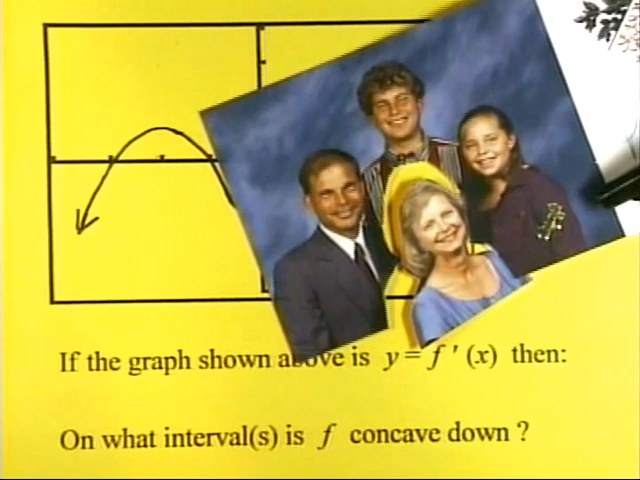 If the graph shown above is y = f ' (x) then:
On what interval(s) is f concave down ?